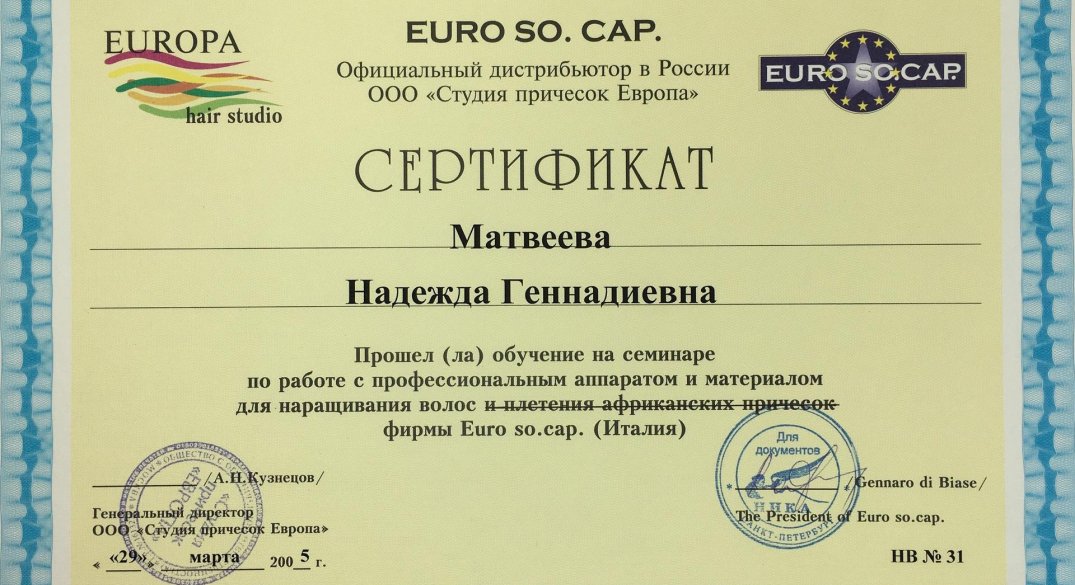 EUROPA
hair studio
EURO SO. CAP.
Официальный дистрибьютор в России
ООО «Студия причесок Европа»
EURO SO.CAP.
СЕРТИФИКАТ
Матвеева
Надежда Геннадиевна
Прошел (ла) обучение на семинаре
по работе с профессиональным аппаратом и материалом
для наращивания волос и плетения африканских причесок
фирмы Euro so.cap. (Италия)
/А.Н.Кузнецов/
Генеральный директор
ООО «Студия причесок Европа»
«29» марта 2005 г.
Для
документов
ННКА
САНКТ-ПЕТЕРБУРГ
/Gennaro di Biase/
The President of Euro so.cap.
НВ № 31